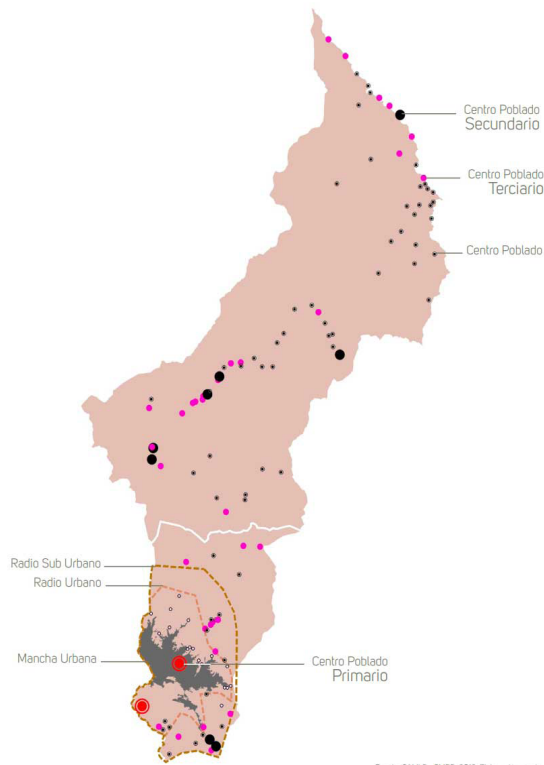 Centro Poblado
Secundario
Centro Poblado
Terciario
Centro Poblado
Radio Sub Urbano
Radio Urbano
Mancha Urbana
Centro Poblado
Primario